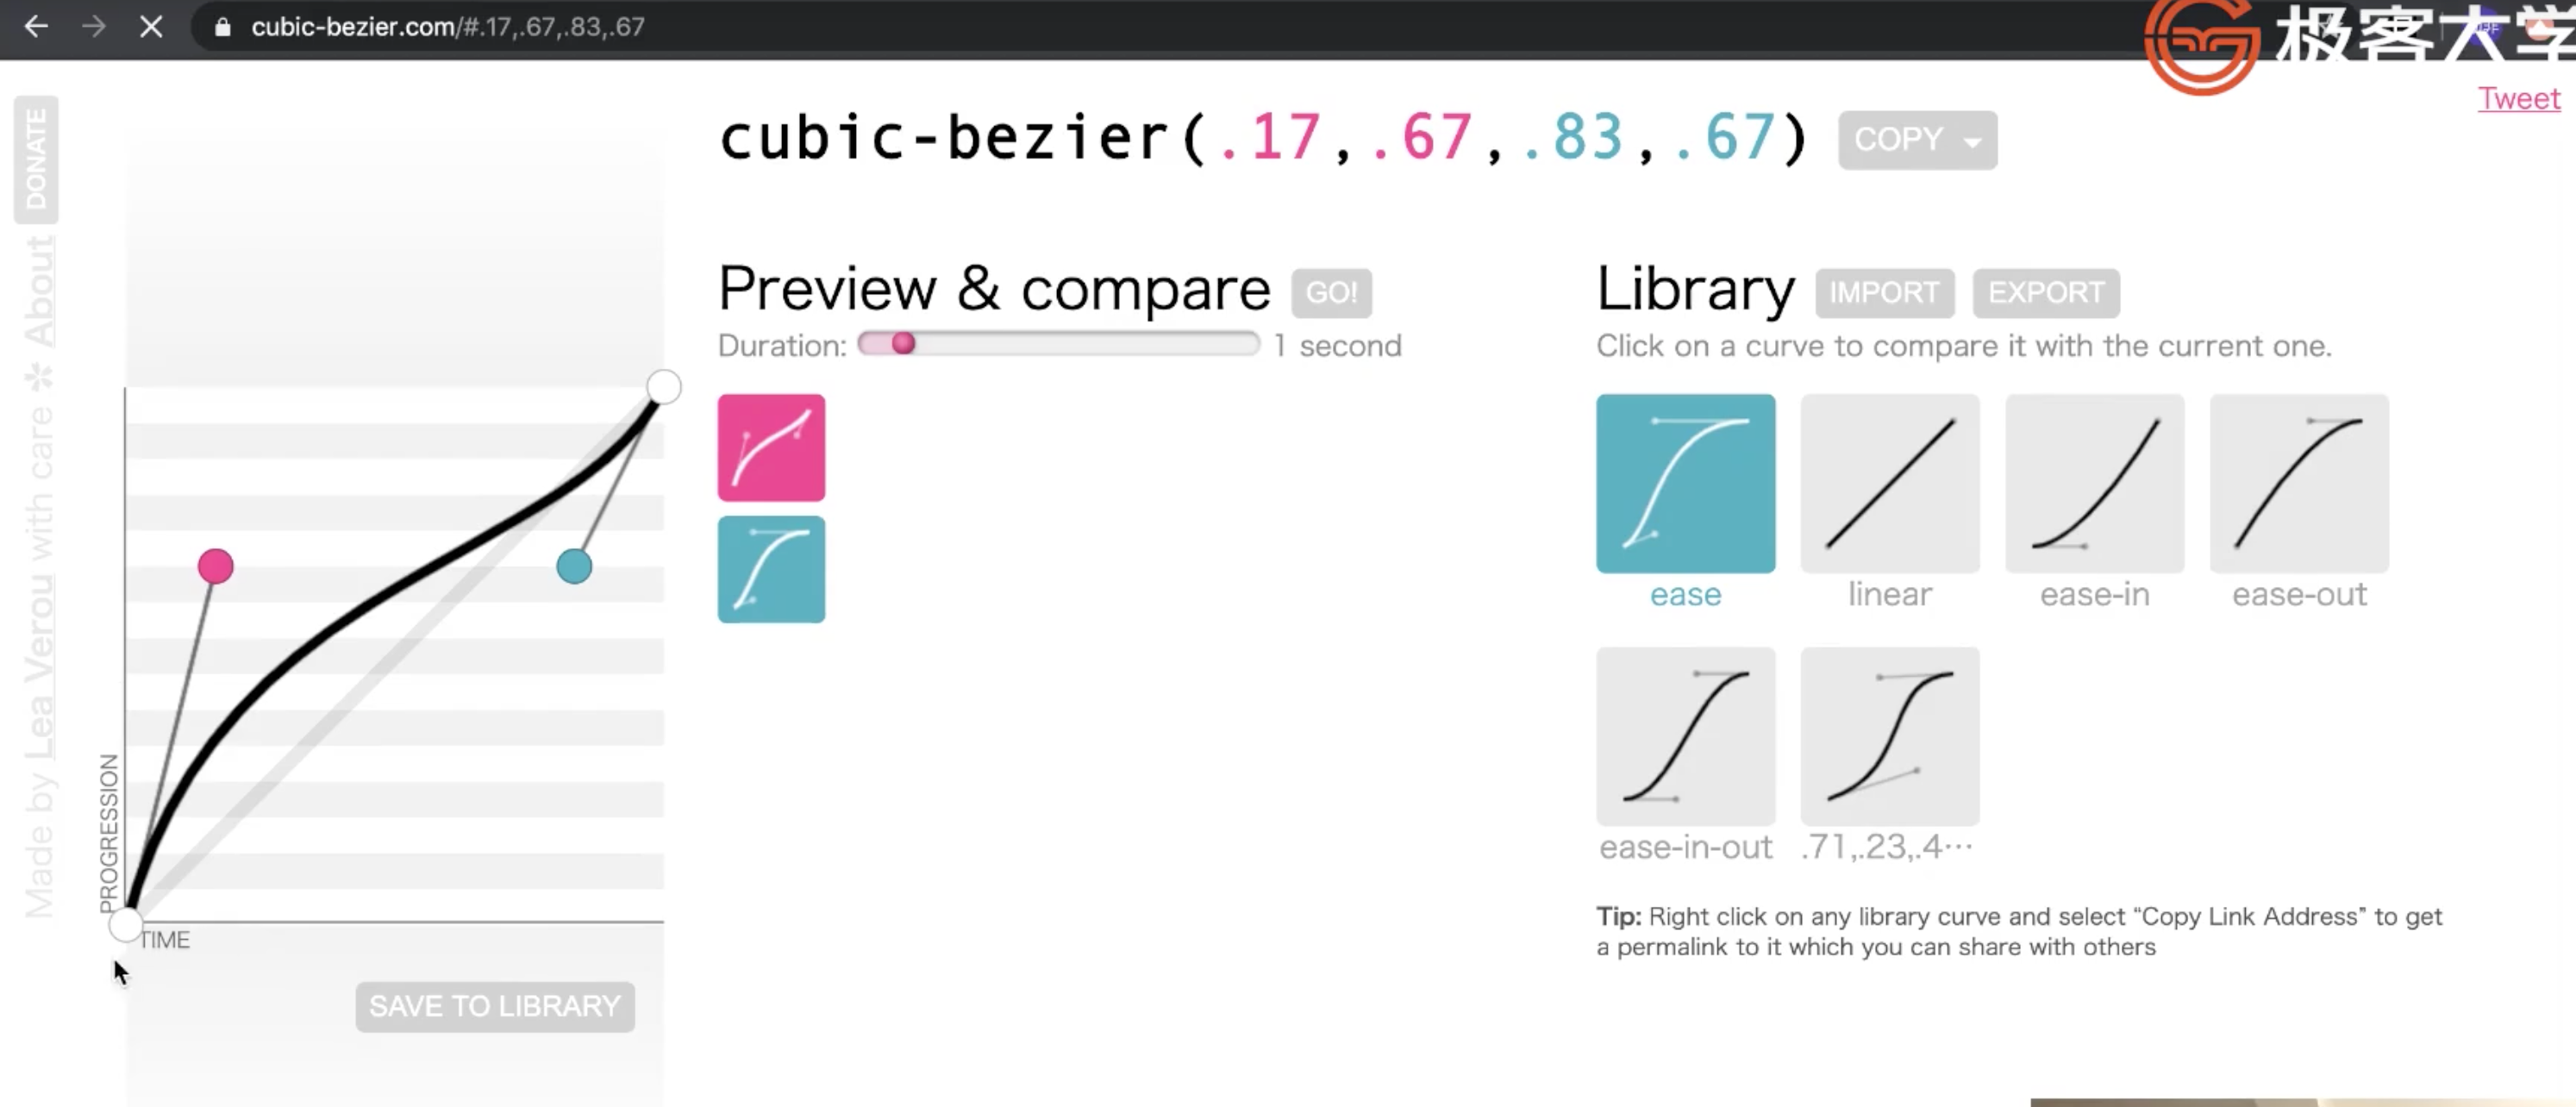 cubic-bezier.com/#.17,.67,.83,.67
极客大学
Tweet
DONATE
Made by Lea Verou with care ✲ About
cubic-bezier(.17,.67,.83,.67)
COPY
Preview & compare
GO!
Duration:
1 second
Library
IMPORT
EXPORT
Click on a curve to compare it with the current one.
ease
linear
ease-in
ease-out
ease-in-out
.71,.23,.4…
Tip: Right click on any library curve and select “Copy Link Address” to get
a permalink to it which you can share with others
PROGRESSION
TIME
SAVE TO LIBRARY